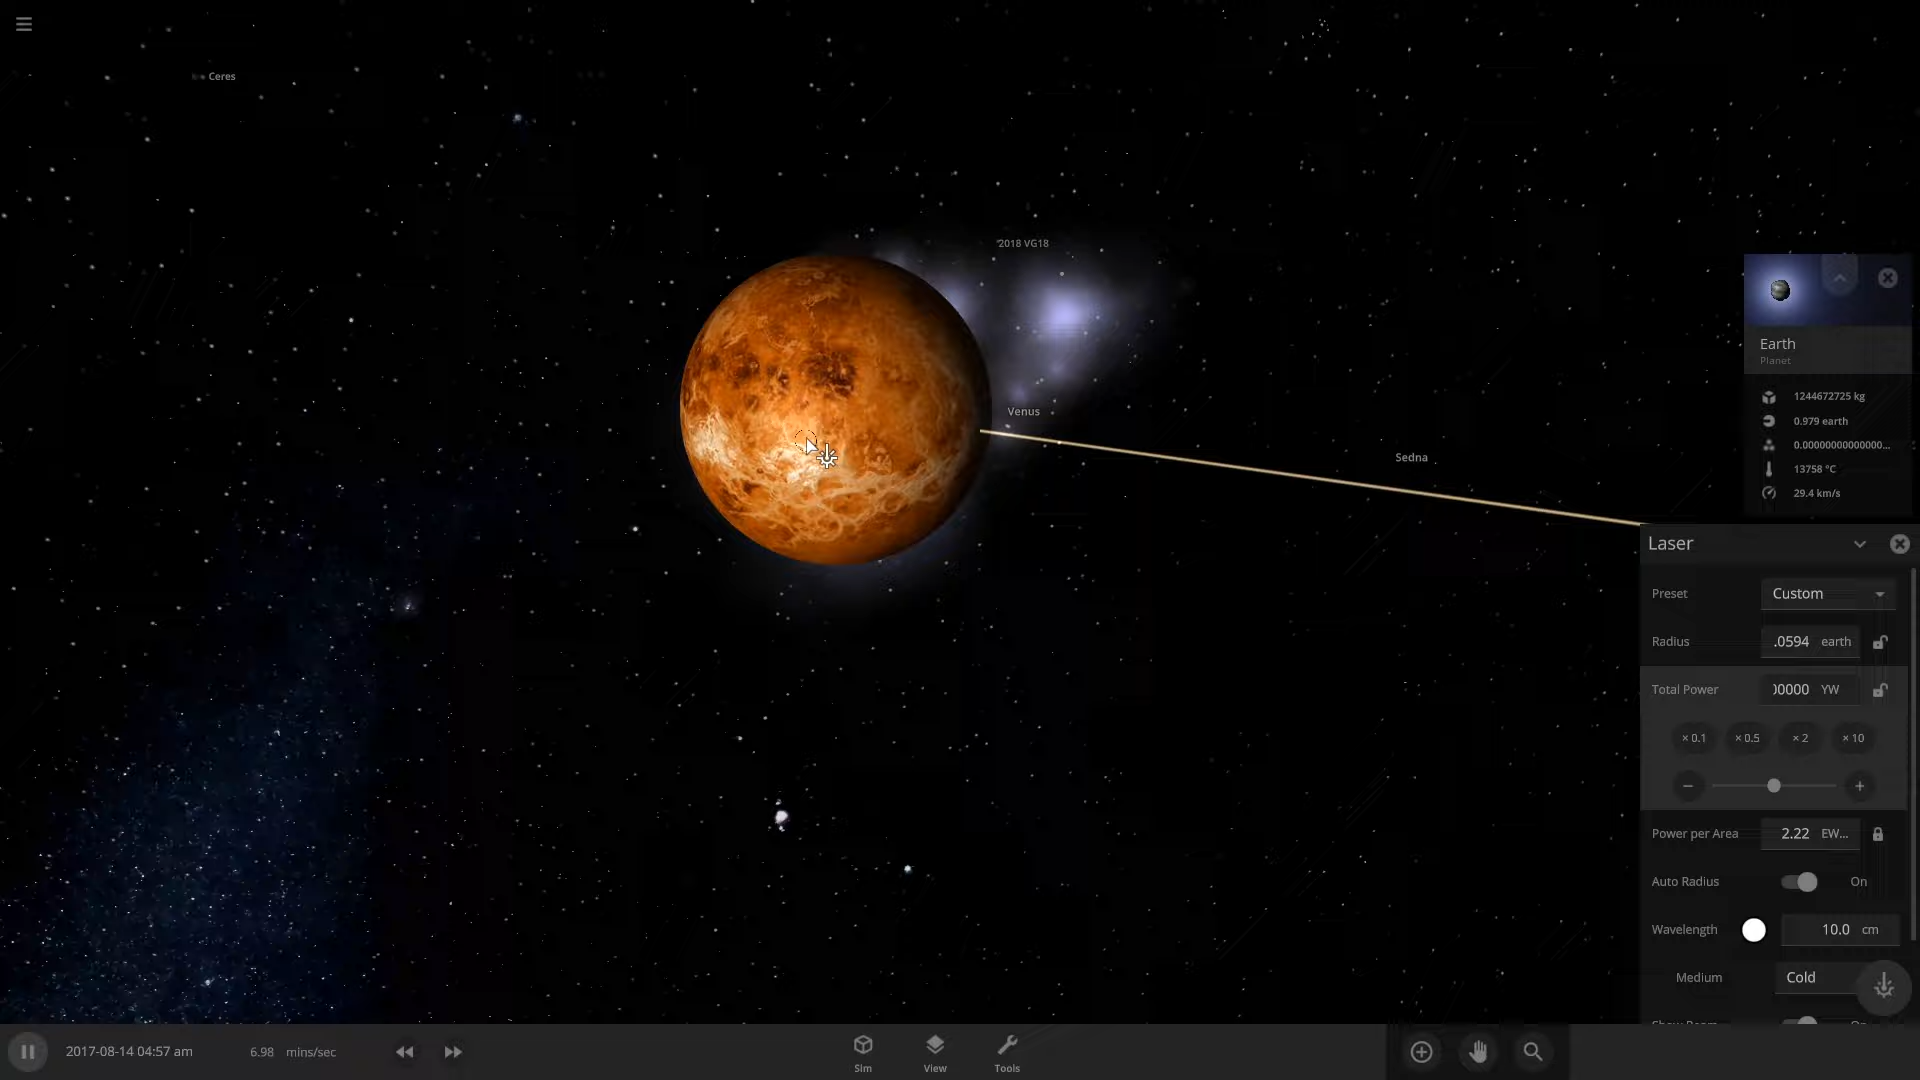 Ceres
2018 VG18
Venus
Sedna
Earth
Planet
1244672725 kg
0.979 earth
0.00000000000000...
13758 °C
29.4 km/s
Laser
Preset Custom
Radius .0594 earth
Total Power 00000 YW
× 0.1 × 0.5 × 2 × 10
Power per Area 2.22 EW...
Auto Radius On
Wavelength 10.0 cm
Medium Cold
2017-08-14 04:57 am 6.98 mins/sec
Sim View Tools